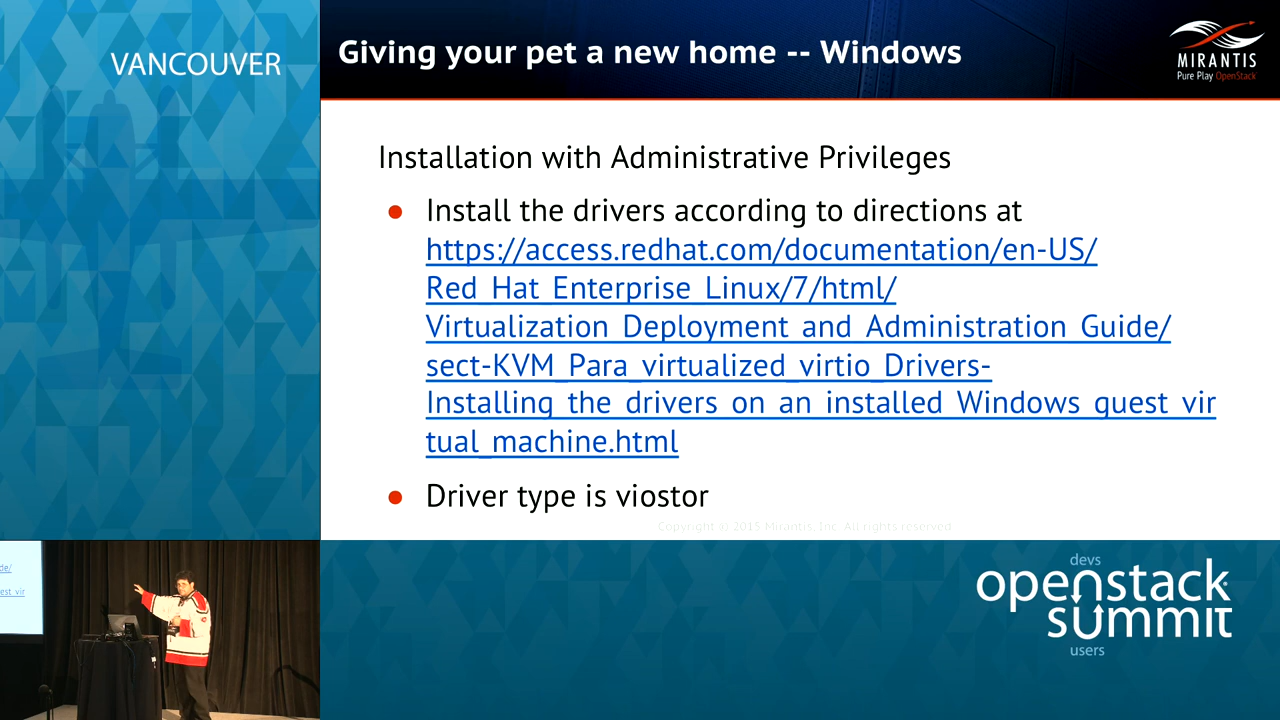 VANCOUVER
Giving your pet a new home -- Windows
MIRANTIS
Pure Play OpenStack
Installation with Administrative Privileges
● Install the drivers according to directions at
https://access.redhat.com/documentation/en-US/
Red_Hat_Enterprise_Linux/7/html/
Virtualization_Deployment_and_Administration_Guide/
sect-KVM_Para_virtualized_virtio_Drivers-
Installing_the_drivers_on_an_installed_Windows_guest_vir
tual_machine.html
● Driver type is viostor
Copyright © 2015 Mirantis, Inc. All rights reserved
de/
est_vir
devs
openstack
summit
users